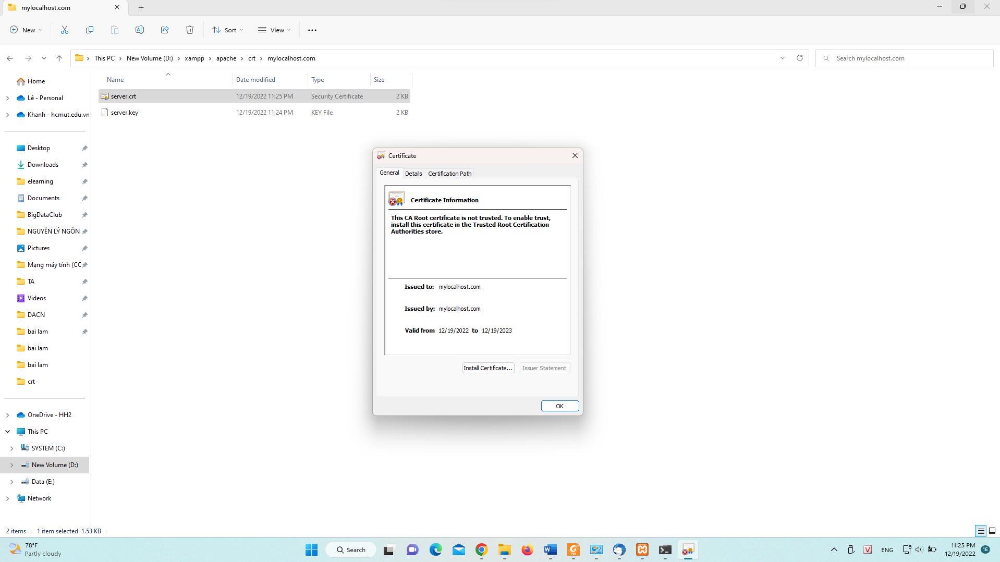 mylocalhost.com
New
Sort
View
This PC
New Volume (D:)
xampp
apache
crt
mylocalhost.com
Search mylocalhost.com
Name
Date modified
Type
Size
server.crt
12/19/2022 11:25 PM
Security Certificate
2 KB
server.key
12/19/2022 11:24 PM
KEY File
2 KB
Home
Lê - Personal
Khanh - hcmut.edu.vn
Desktop
Downloads
elearning
Documents
BigDataClub
NGUYÊN LÝ NGÔN
Pictures
Mạng máy tính (CC
TA
Videos
DACN
bai lam
bai lam
bai lam
crt
OneDrive - HH2
This PC
SYSTEM (C:)
New Volume (D:)
Data (E:)
Network
Certificate
General
Details
Certification Path
Certificate Information
This CA Root certificate is not trusted. To enable trust,
install this certificate in the Trusted Root Certification
Authorities store.
Issued to: mylocalhost.com
Issued by: mylocalhost.com
Valid from 12/19/2022 to 12/19/2023
Install Certificate...
Issuer Statement
OK
2 items
1 item selected 1.53 KB
78°F
Partly cloudy
Search
ENG
11:25 PM
12/19/2022
16